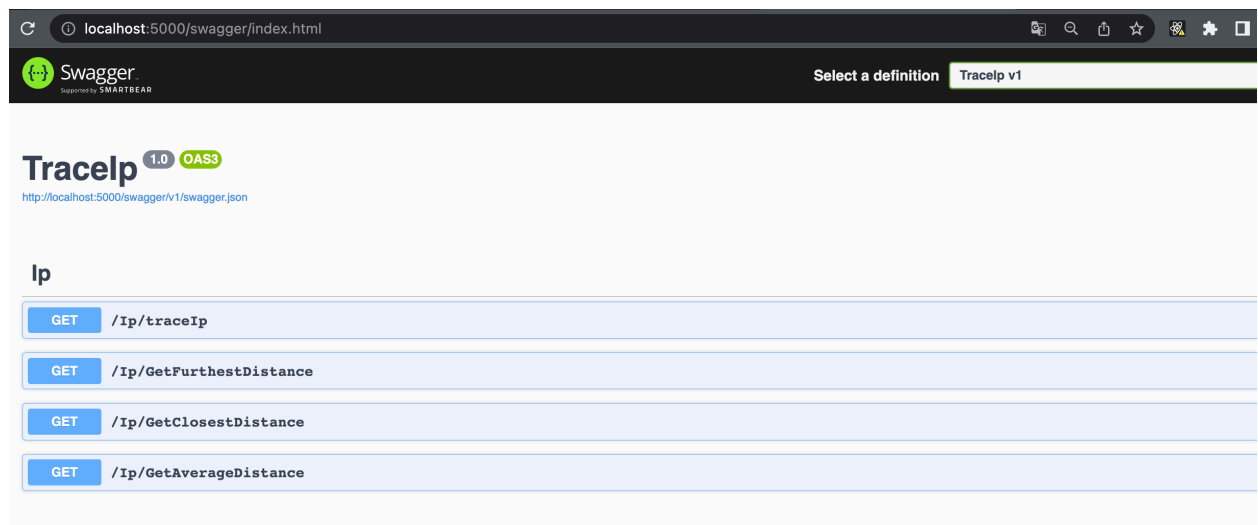 localhost:5000/swagger/index.html
Swagger
Supported by SMARTBEAR
Select a definition
TraceIp v1
TraceIp 1.0 OAS3
http://localhost:5000/swagger/v1/swagger.json
Ip
GET /Ip/traceIp
GET /Ip/GetFurthestDistance
GET /Ip/GetClosestDistance
GET /Ip/GetAverageDistance